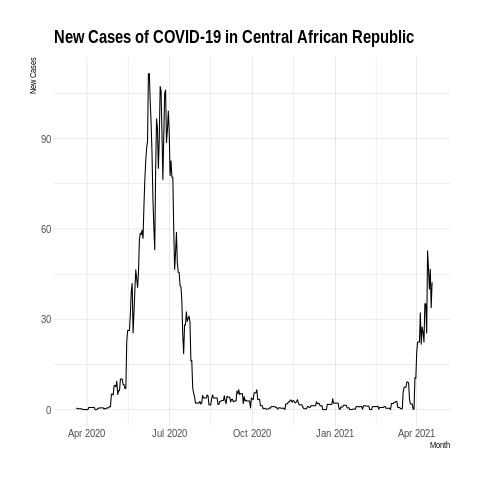 New Cases of COVID-19 in Central African Republic
New Cases
90
60
30
0
Apr 2020 Jul 2020 Oct 2020 Jan 2021 Apr 2021
Month